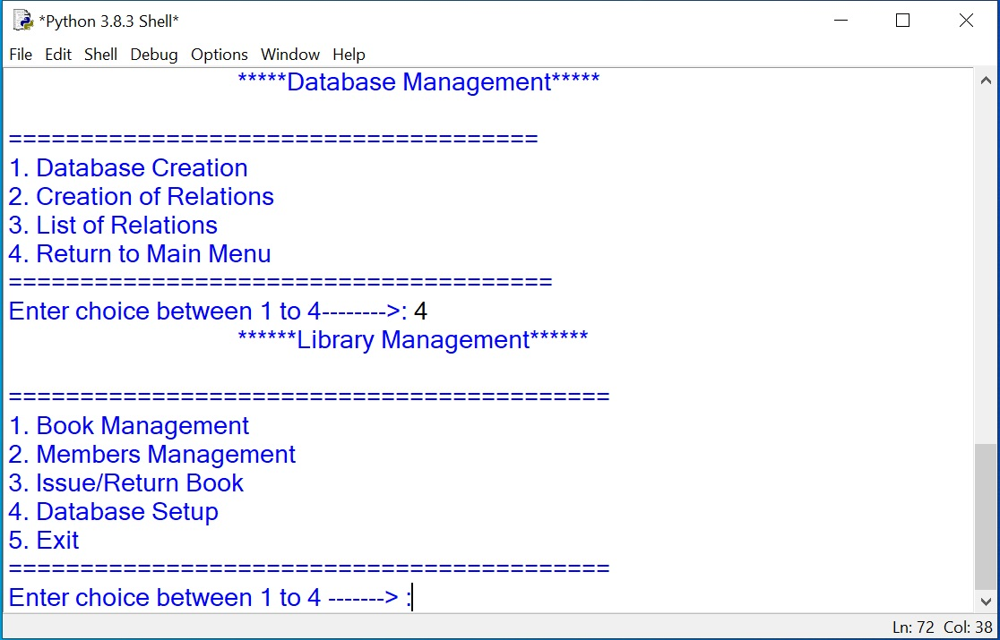 *Python 3.8.3 Shell*
File Edit Shell Debug Options Window Help
*****Database Management*****
=====================================
1. Database Creation
2. Creation of Relations
3. List of Relations
4. Return to Main Menu
======================================
Enter choice between 1 to 4-------->: 4
******Library Management******
==========================================
1. Book Management
2. Members Management
3. Issue/Return Book
4. Database Setup
5. Exit
==========================================
Enter choice between 1 to 4 -------> :
Ln: 72 Col: 38